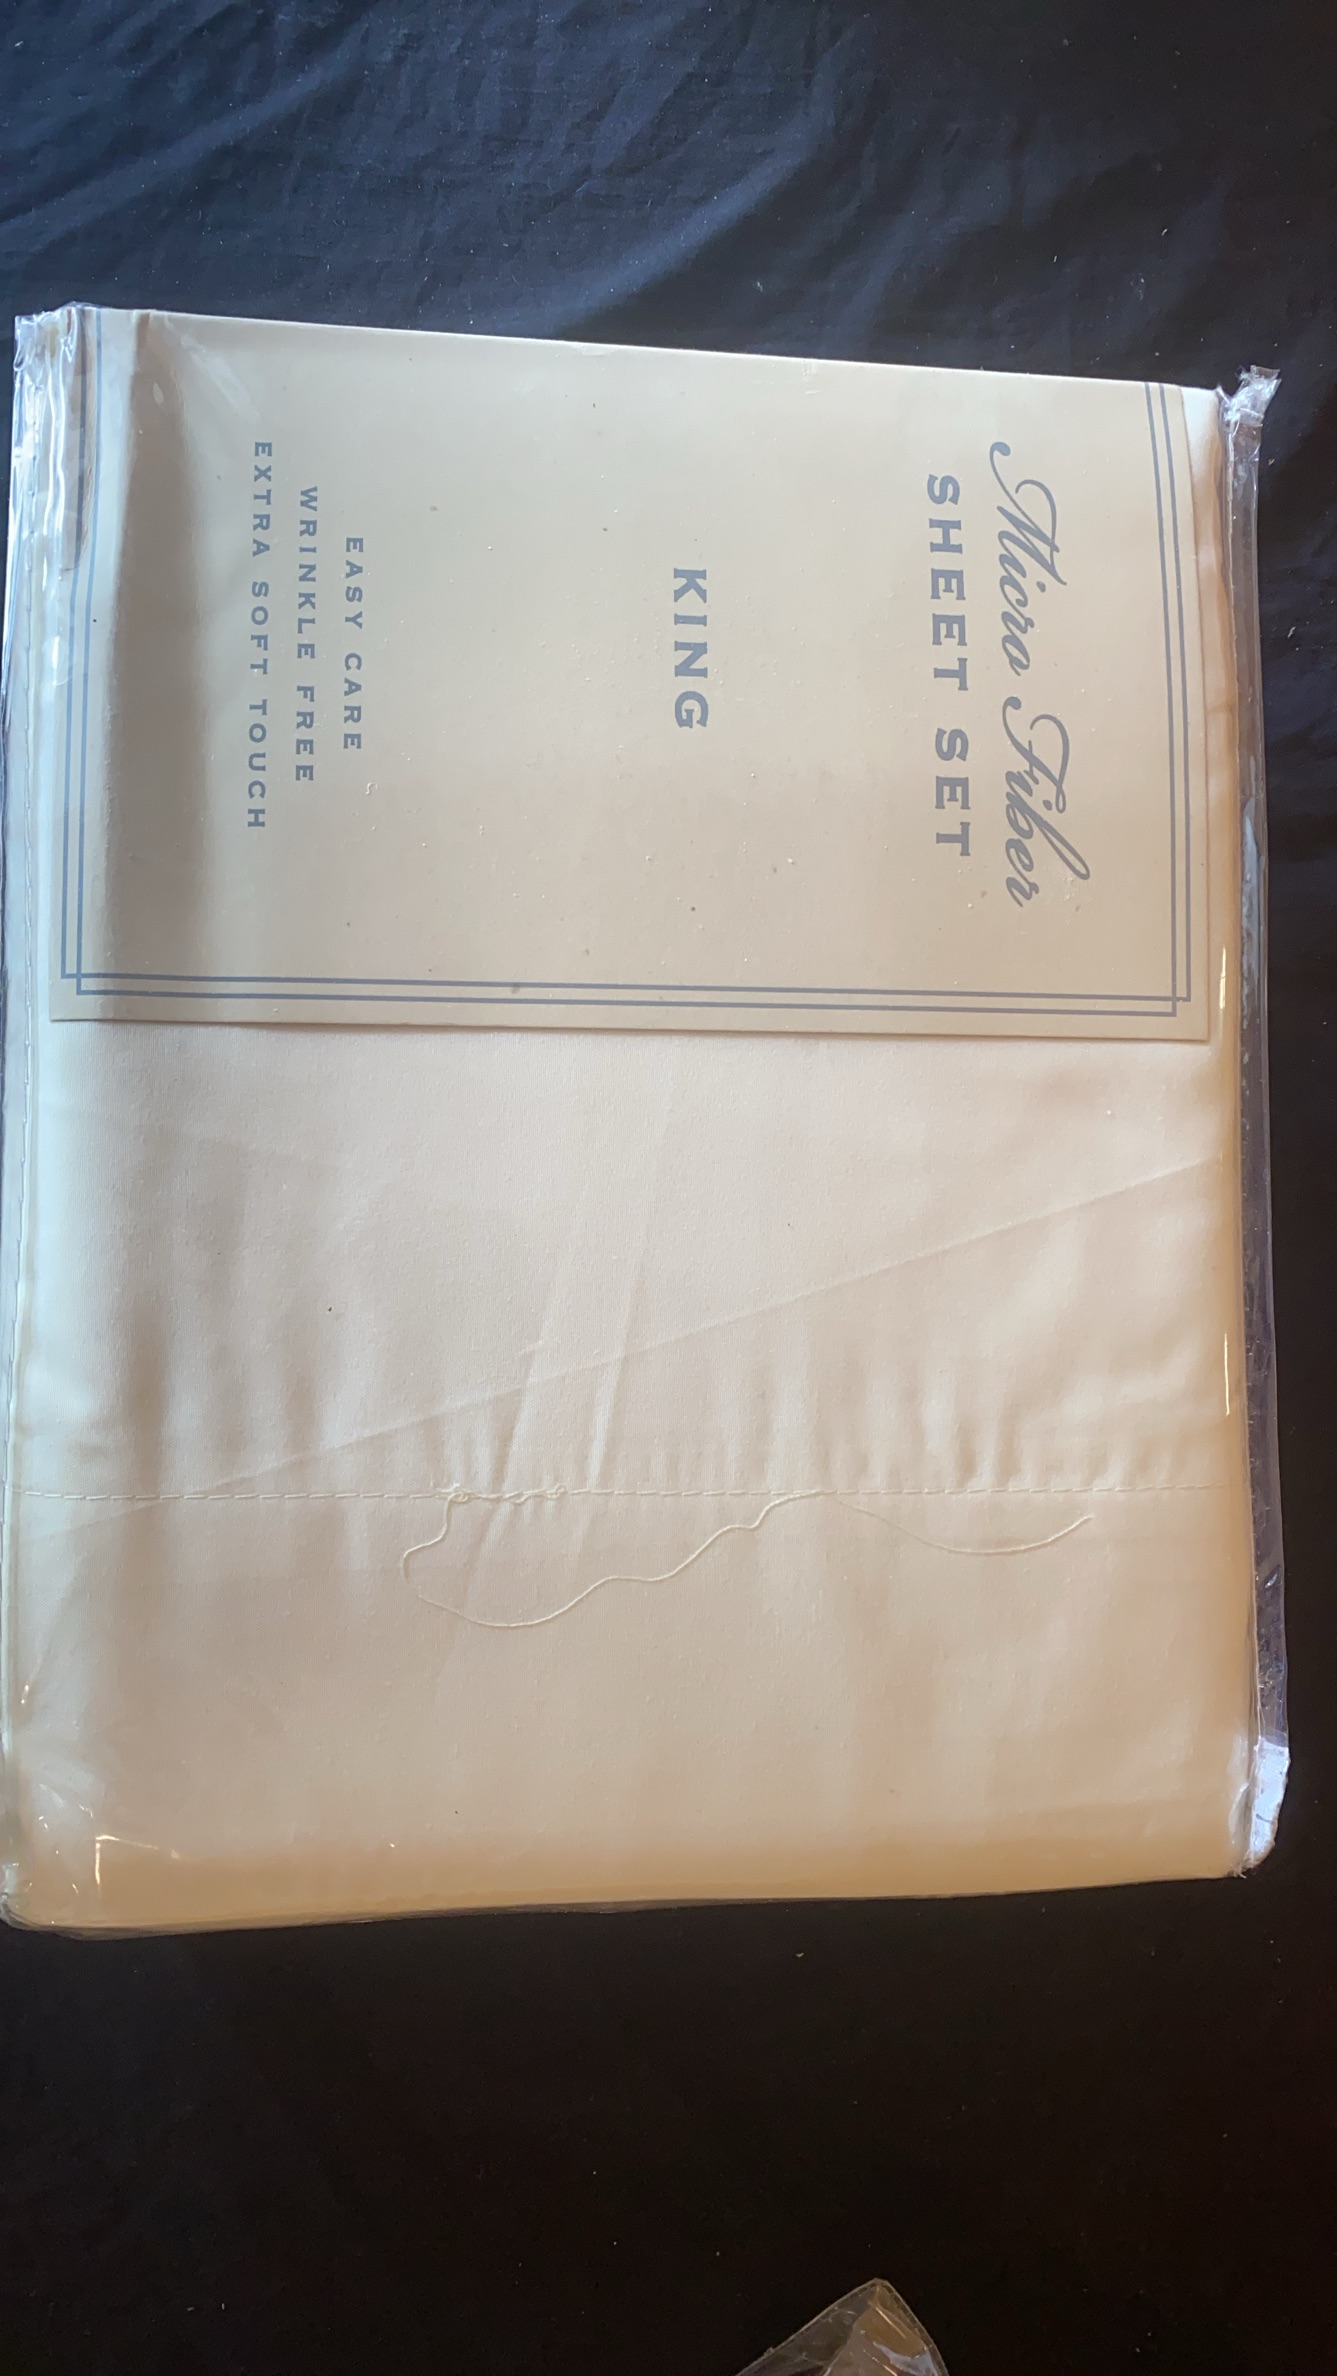 Micro Fiber
SHEET SET
KING
EASY CARE
WRINKLE FREE
EXTRA SOFT TOUCH